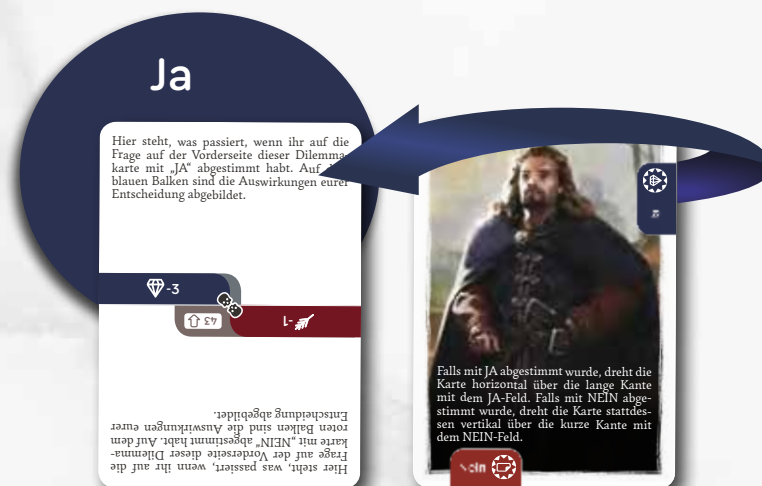 Ja
Hier steht, was passiert, wenn ihr auf die
Frage auf der Vorderseite dieser Dilemma-
karte mit „JA“ abgestimmt habt. Auf
blauen Balken sind die Auswirkungen eurer
Entscheidung abgebildet.
-3
43
-1
Hier steht, was passiert, wenn ihr auf die
Frage auf der Vorderseite dieser Dilemma-
karte mit „NEIN“ abgestimmt habt. Auf dem
roten Balken sind die Auswirkungen eurer
Entscheidung abgebildet.
Falls mit JA abgestimmt wurde, dreht die
Karte horizontal über die lange Kante
mit dem JA-Feld. Falls mit NEIN abge-
stimmt wurde, dreht die Karte stattdes-
sen vertikal über die kurze Kante mit
dem NEIN-Feld.